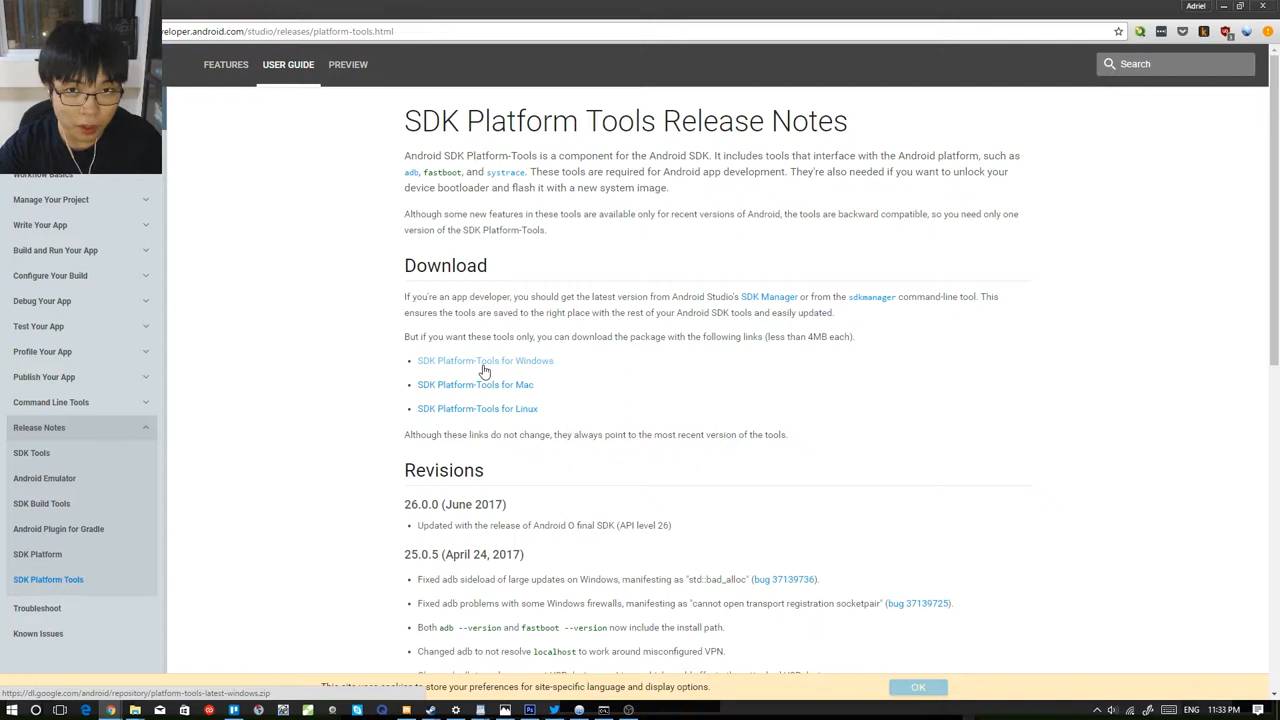 Adriel
eloper.android.com/studio/releases/platform-tools.html
FEATURES USER GUIDE PREVIEW
Search
Workflow Basics
Manage Your Project
Write Your App
Build and Run Your App
Configure Your Build
Debug Your App
Test Your App
Profile Your App
Publish Your App
Command Line Tools
Release Notes
SDK Tools
Android Emulator
SDK Build Tools
Android Plugin for Gradle
SDK Platform
SDK Platform Tools
Troubleshoot
Known Issues
SDK Platform Tools Release Notes
Android SDK Platform-Tools is a component for the Android SDK. It includes tools that interface with the Android platform, such as
adb, fastboot, and systrace. These tools are required for Android app development. They're also needed if you want to unlock your
device bootloader and flash it with a new system image.
Although some new features in these tools are available only for recent versions of Android, the tools are backward compatible, so you need only one
version of the SDK Platform-Tools.
Download
If you're an app developer, you should get the latest version from Android Studio's SDK Manager or from the sdkmanager command-line tool. This
ensures the tools are saved to the right place with the rest of your Android SDK tools and easily updated.
But if you want these tools only, you can download the package with the following links (less than 4MB each).
• SDK Platform-Tools for Windows
• SDK Platform-Tools for Mac
• SDK Platform-Tools for Linux
Although these links do not change, they always point to the most recent version of the tools.
Revisions
26.0.0 (June 2017)
• Updated with the release of Android O final SDK (API level 26)
25.0.5 (April 24, 2017)
• Fixed adb sideload of large updates on Windows, manifesting as "std::bad_alloc" (bug 37139736).
• Fixed adb problems with some Windows firewalls, manifesting as "cannot open transport registration socketpair" (bug 37139725).
• Both adb --version and fastboot --version now include the install path.
• Changed adb to not resolve localhost to work around misconfigured VPN.
This site uses cookies to store your preferences for site-specific language and display options.
OK
https://dl.google.com/android/repository/platform-tools-latest-windows.zip
11:33 PM